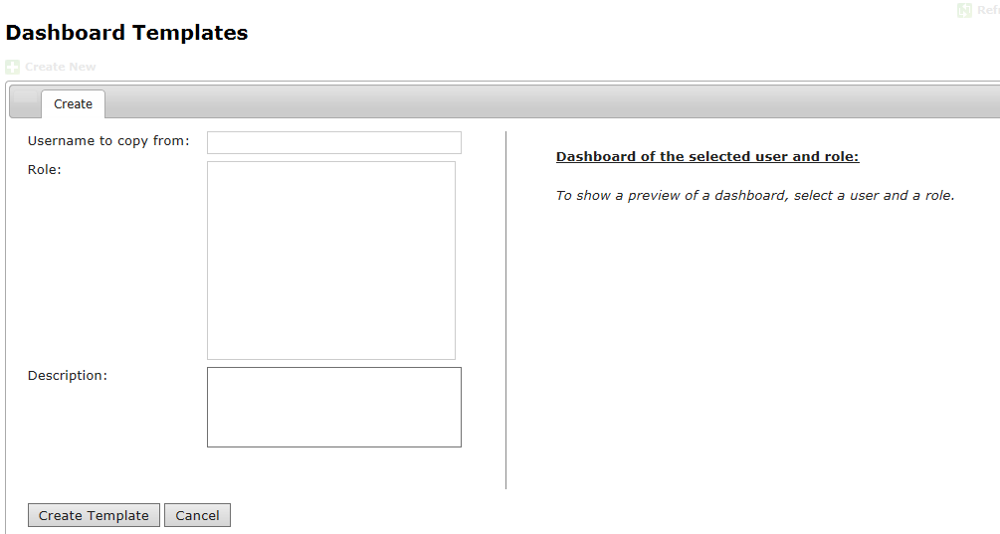 Dashboard Templates
Create New
Create
Username to copy from:
Dashboard of the selected user and role:
Role:
To show a preview of a dashboard, select a user and a role.
Description:
Create Template
Cancel